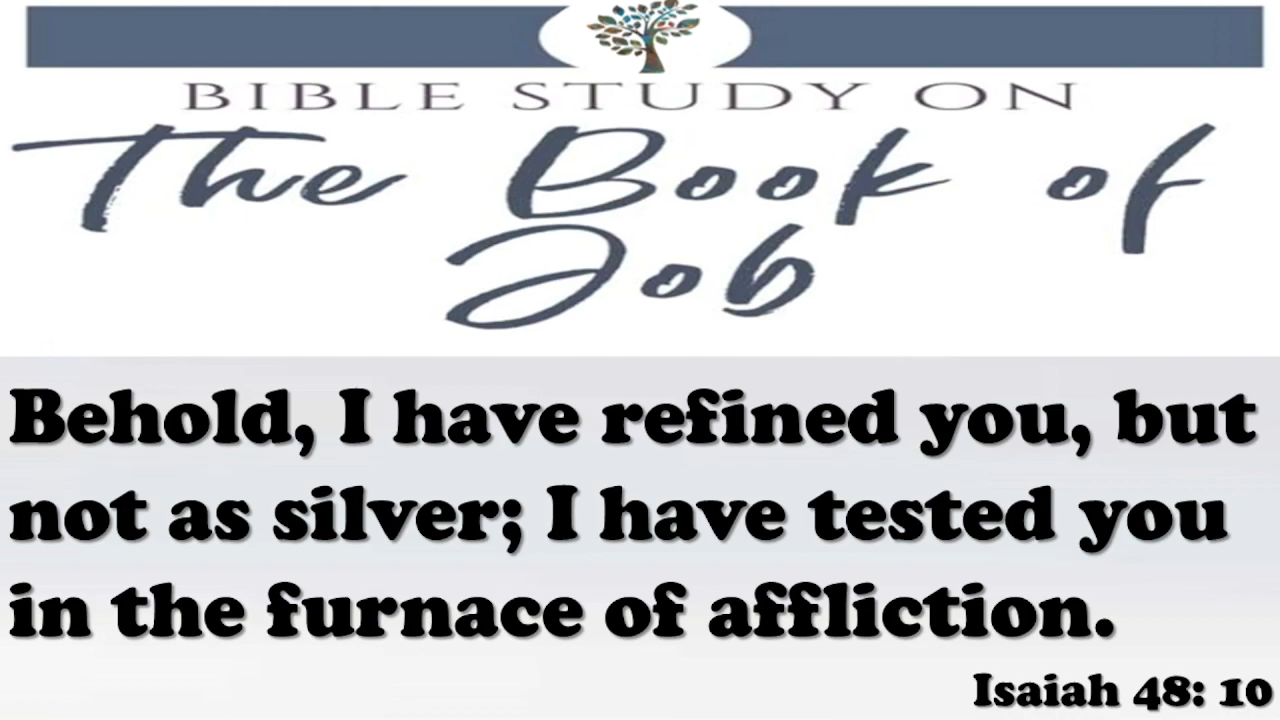 BIBLE STUDY ON
The Book of
Job
Behold, I have refined you, but
not as silver; I have tested you
in the furnace of affliction.
Isaiah 48: 10